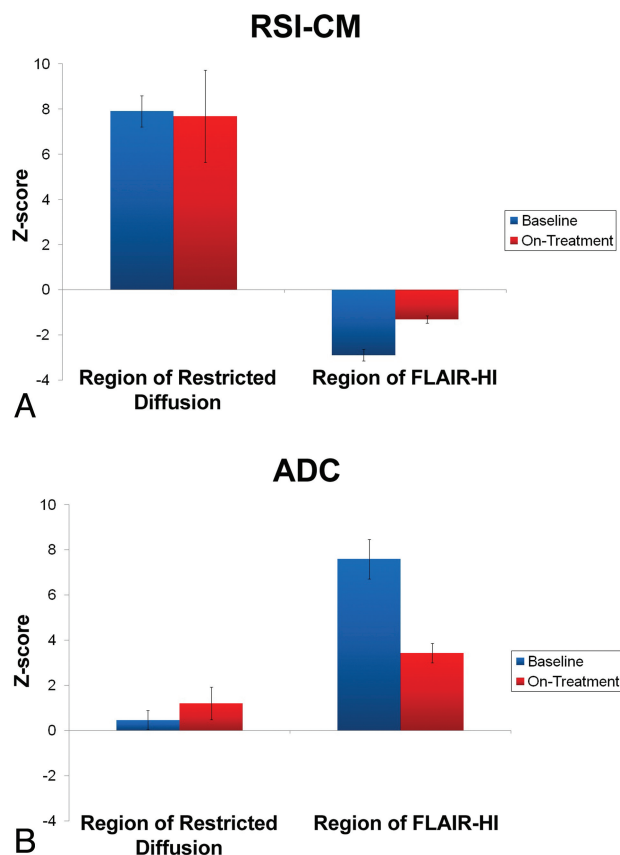 RSI-CM
10
8
6
4
2
0
-2
-4
Z-score
Baseline
On-Treatment
Region of Restricted
Diffusion
Region of FLAIR-HI
A
ADC
10
8
6
4
2
0
-2
-4
Z-score
Baseline
On-Treatment
Region of Restricted
Diffusion
Region of FLAIR-HI
B